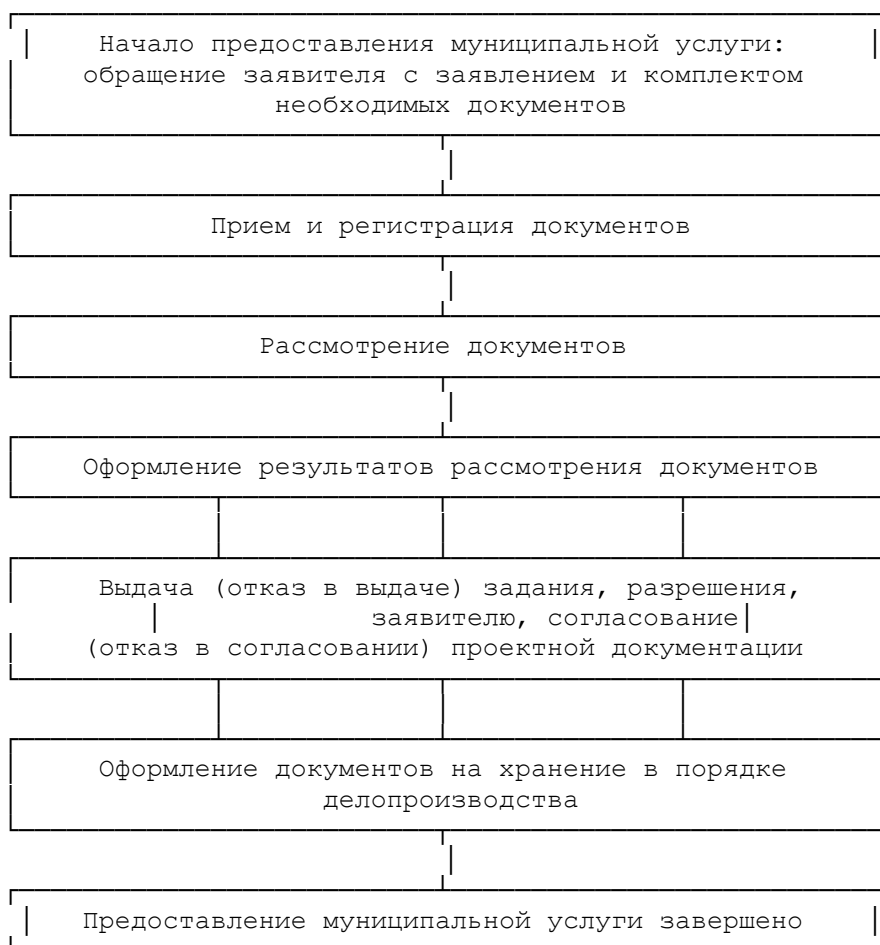 Начало предоставления муниципальной услуги:
обращение заявителя с заявлением и комплектом
необходимых документов
Прием и регистрация документов
Рассмотрение документов
Оформление результатов рассмотрения документов
Выдача (отказ в выдаче) задания, разрешения,
заявителю, согласование
(отказ в согласовании) проектной документации
Оформление документов на хранение в порядке
делопроизводства
Предоставление муниципальной услуги завершено